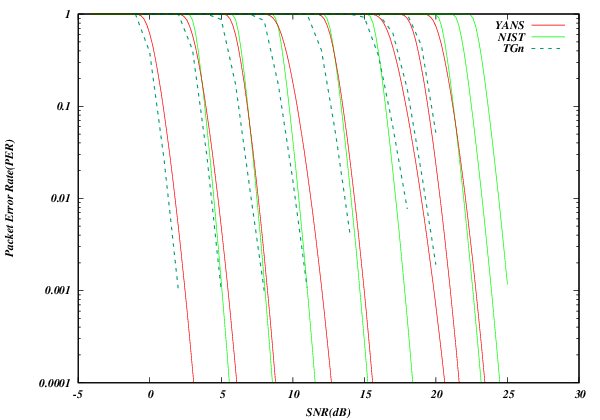 1
YANS
NIST
TGn
0.1
Packet Error Rate(PER)
0.01
0.001
0.0001
-5 0 5 10 15 20 25 30
SNR(dB)